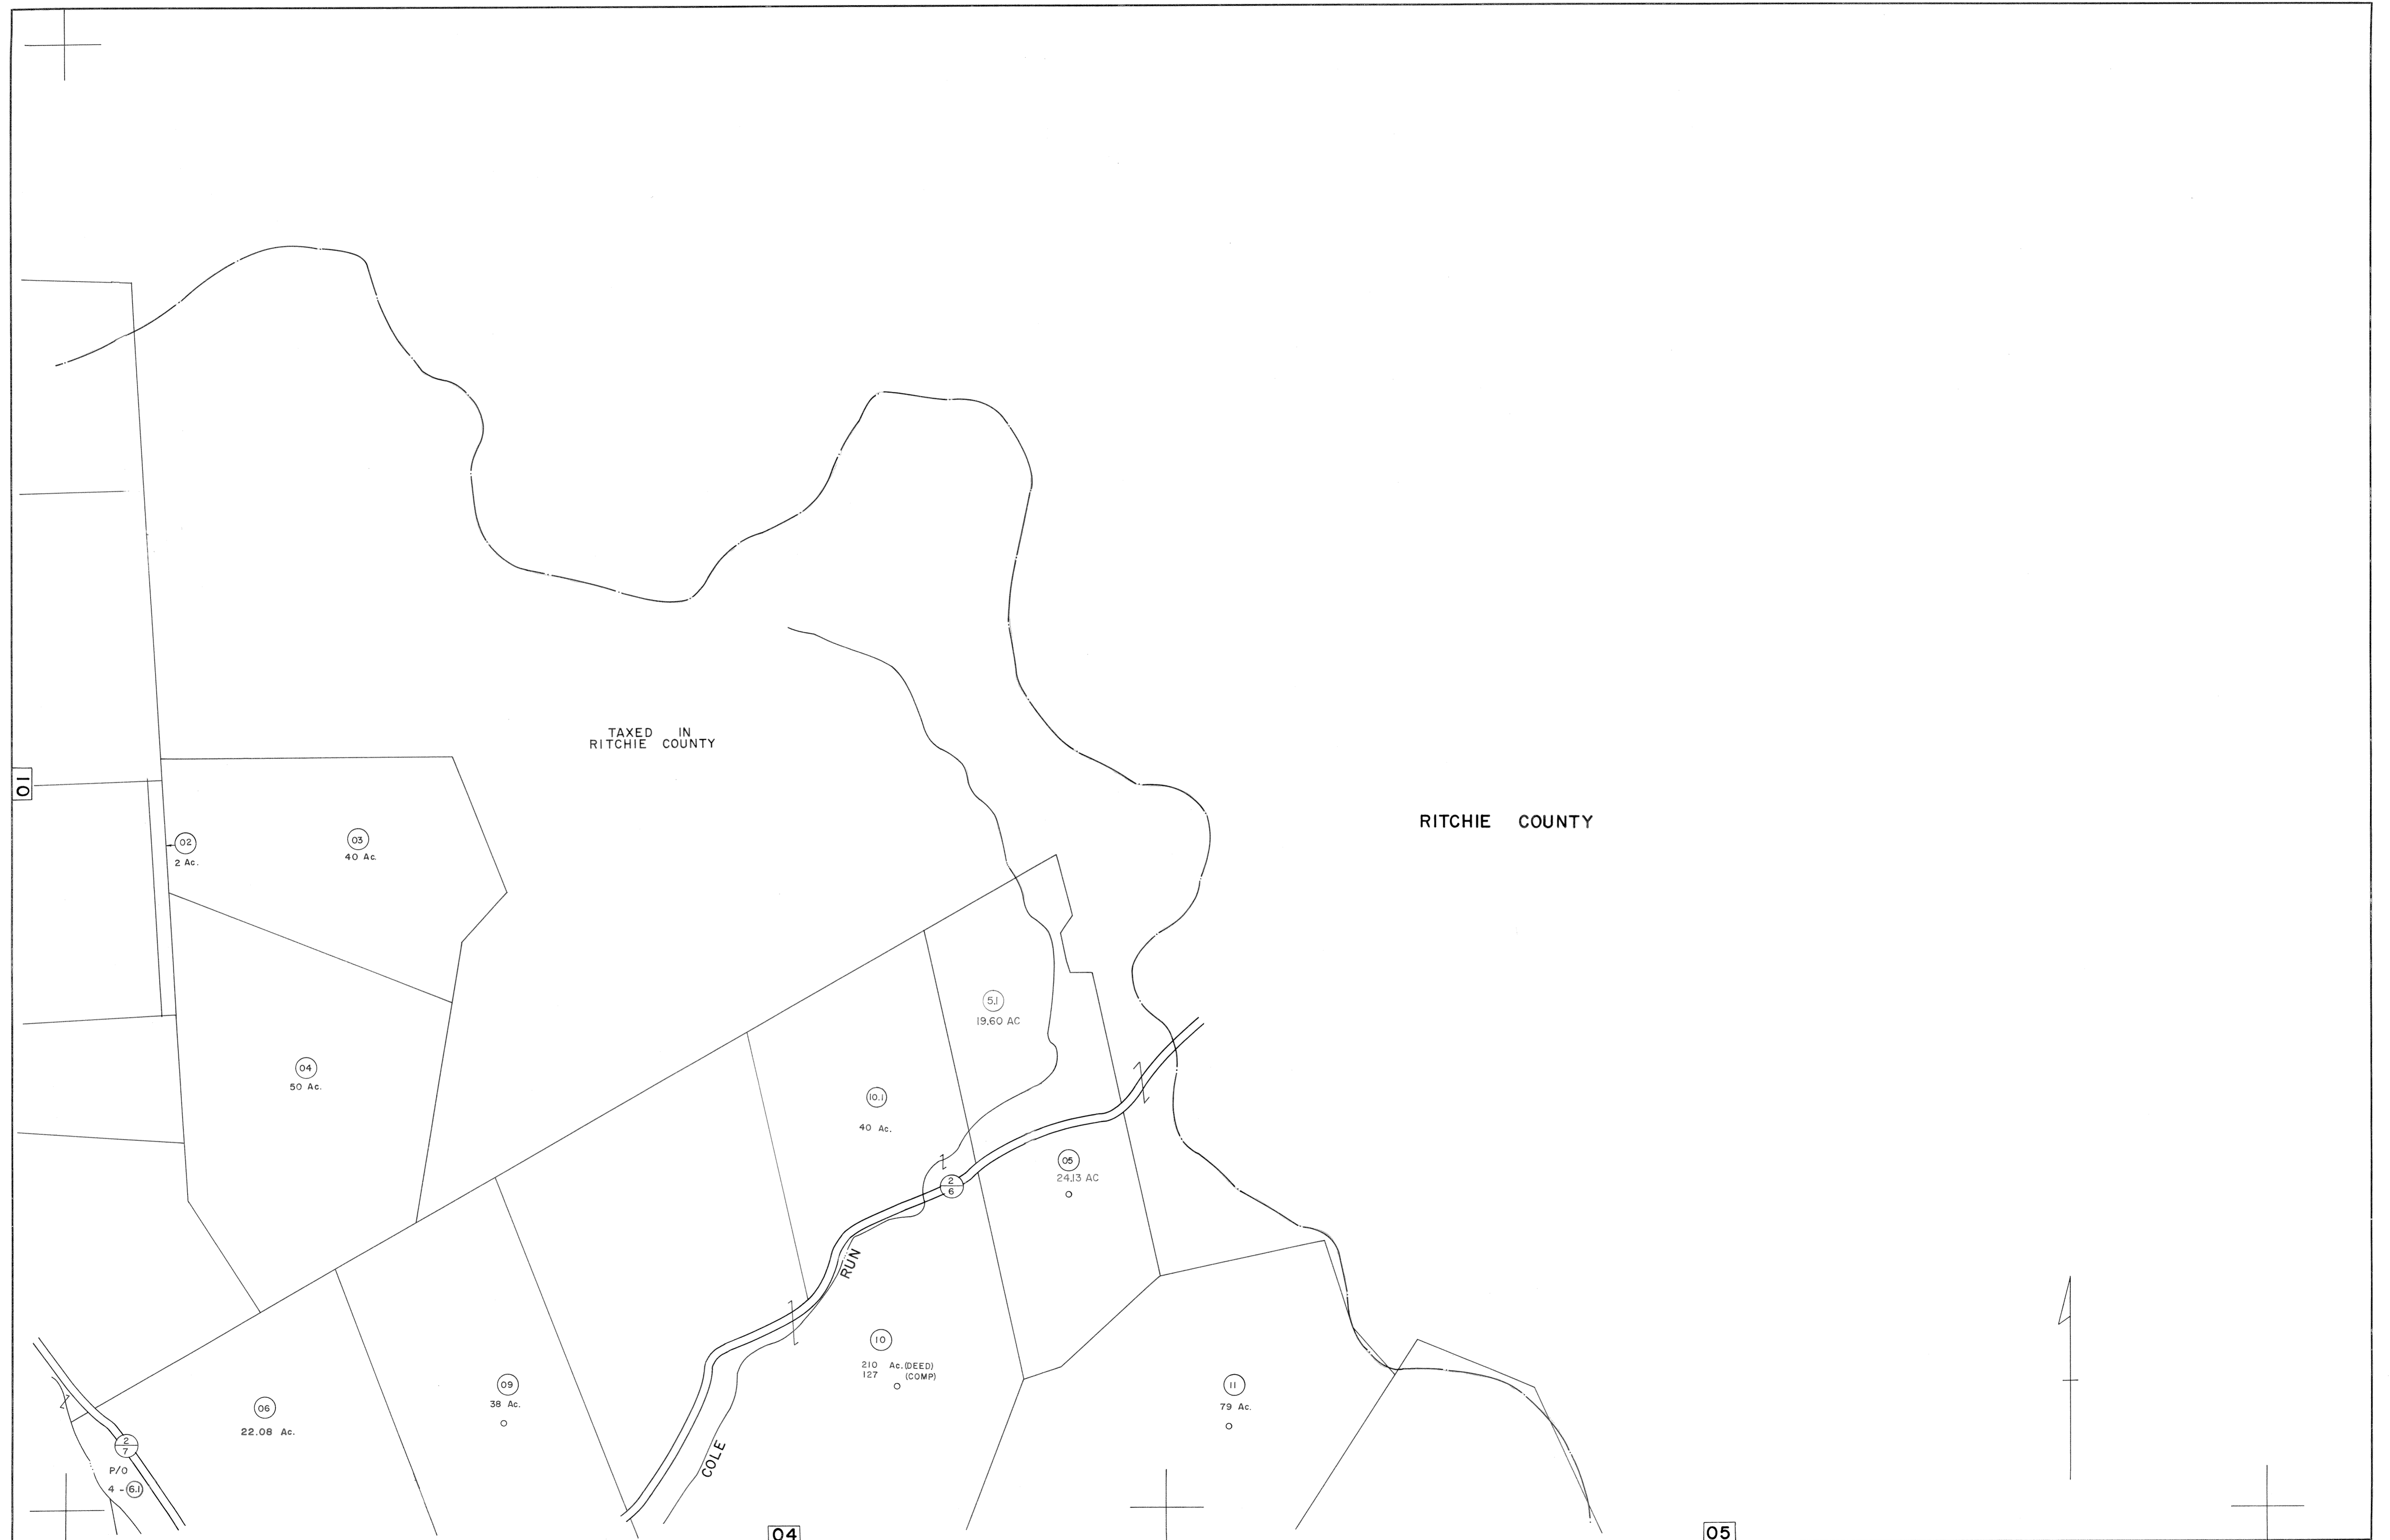 TAXED IN
RITCHIE COUNTY
01
RITCHIE COUNTY
02
2 Ac.
03
40 Ac.
5.1
19.60 AC
04
50 Ac.
10.1
40 Ac.
05
24.13 AC
2
6
RUN
10
210 Ac. (DEED)
127 (COMP)
09
38 Ac.
11
79 Ac.
06
22.08 Ac.
2
7
COLE
P/O
4 - 6.1
04
05